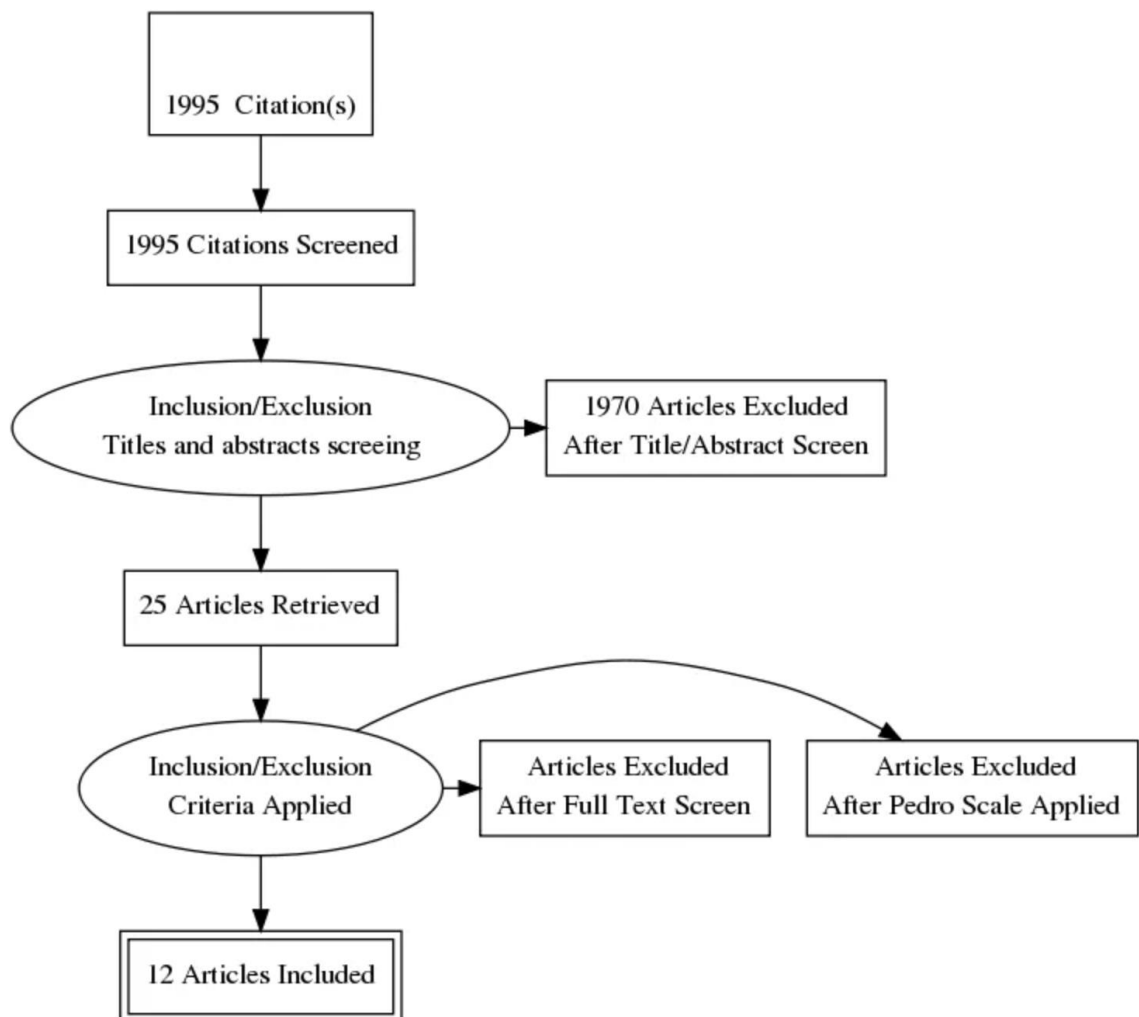 1995 Citation(s)
1995 Citations Screened
Inclusion/Exclusion
Titles and abstracts screeing
1970 Articles Excluded
After Title/Abstract Screen
25 Articles Retrieved
Inclusion/Exclusion
Criteria Applied
Articles Excluded
After Full Text Screen
Articles Excluded
After Pedro Scale Applied
12 Articles Included